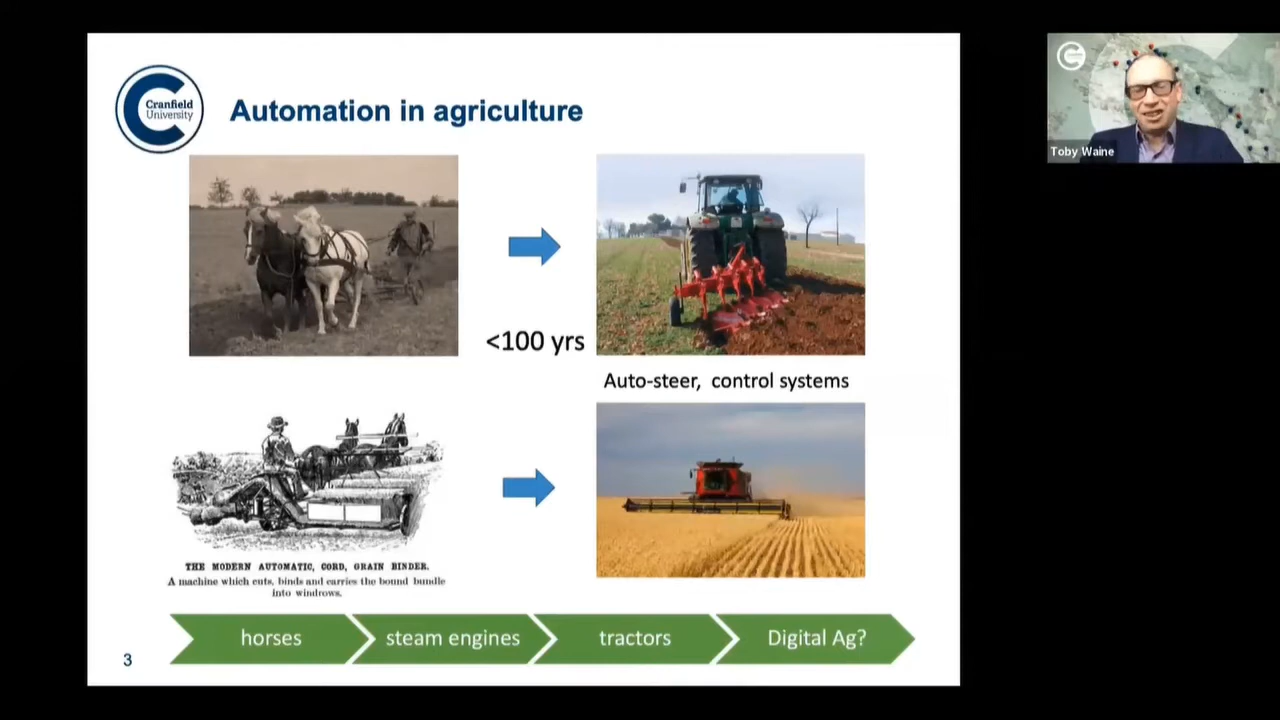 Cranfield
University
Automation in agriculture
Toby Waine
<100 yrs
Auto-steer, control systems
THE MODERN AUTOMATIC, CORD, GRAIN BINDER.
A machine which cuts, binds and carries the bound bundle
into windrows.
horses
steam engines
tractors
Digital Ag?
3